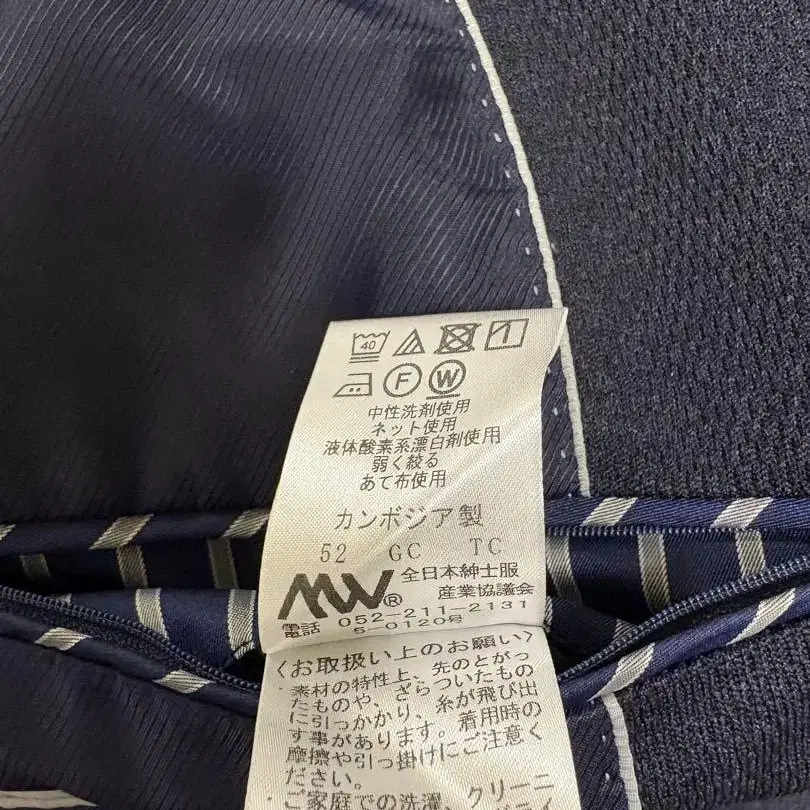 40
F W
中性洗剤使用
ネット使用
液体酸素系漂白剤使用
弱く絞る
あて布使用
カンボジア製
52 GC TC
MW® 全日本紳士服
産業協議会
電話 052-211-2131
5-0120号
〈お取扱い上のお願い〉
・素材の特性上、先のとがっ
たものや、ざらついたもの
に引っかかり、糸が飛び出
す事があります。着用時の
摩擦や引っ掛けにご注意く
ださい。
・ご家庭での洗濯、クリーニ